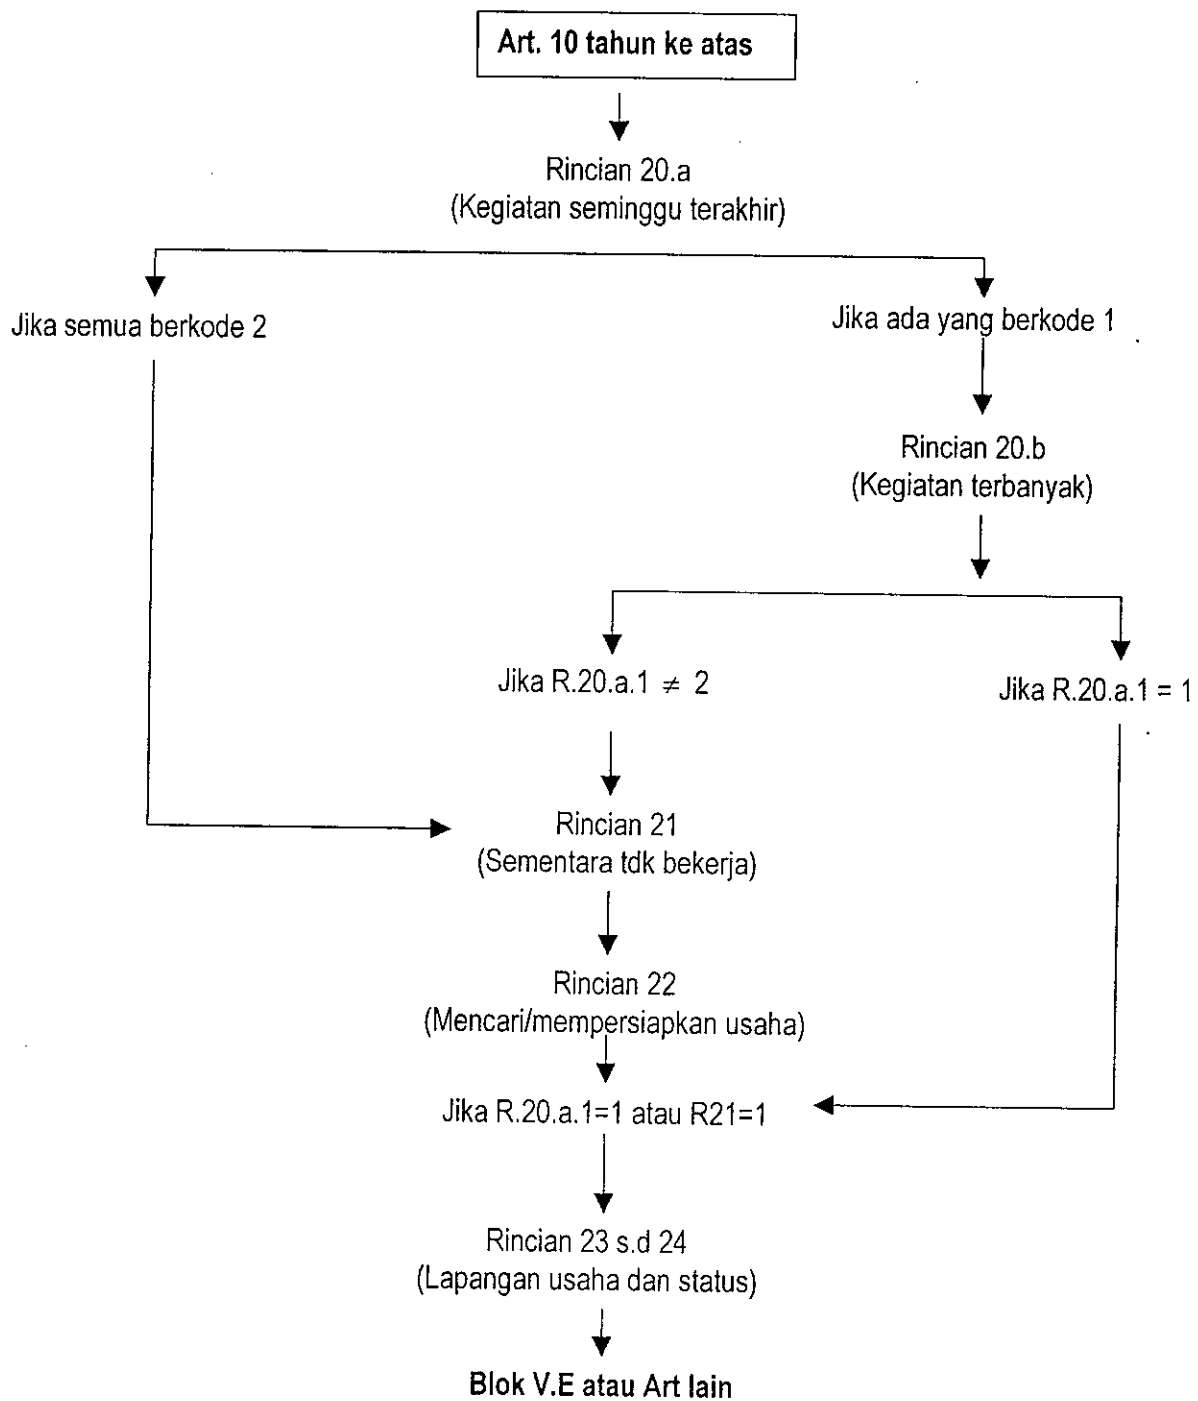 Art. 10 tahun ke atas
Rincian 20.a
(Kegiatan seminggu terakhir)
Jika semua berkode 2
Jika ada yang berkode 1
Rincian 20.b
(Kegiatan terbanyak)
Jika R.20.a.1 ≠ 2
Jika R.20.a.1 = 1
Rincian 21
(Sementara tdk bekerja)
Rincian 22
(Mencari/mempersiapkan usaha)
Jika R.20.a.1=1 atau R21=1
Rincian 23 s.d 24
(Lapangan usaha dan status)
Blok V.E atau Art lain